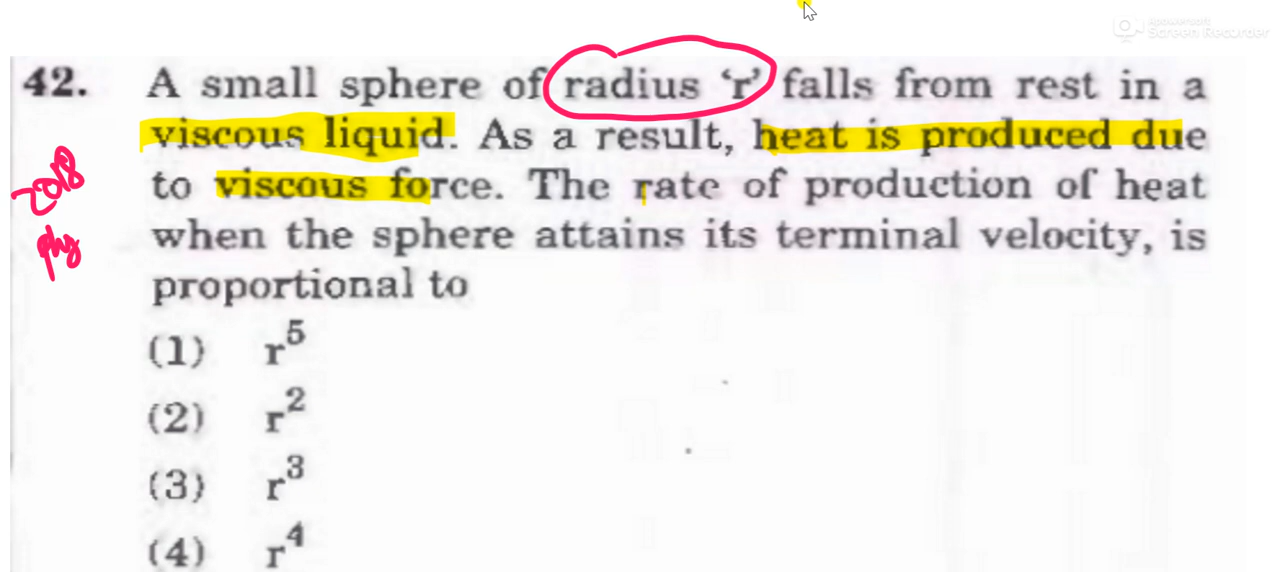 Apowersoft
Screen Recorder
42. A small sphere of radius 'r' falls from rest in a
viscous liquid. As a result, heat is produced due
to viscous force. The rate of production of heat
when the sphere attains its terminal velocity, is
proportional to
2018
phy
(1) r⁵
(2) r²
(3) r³
(4) r⁴